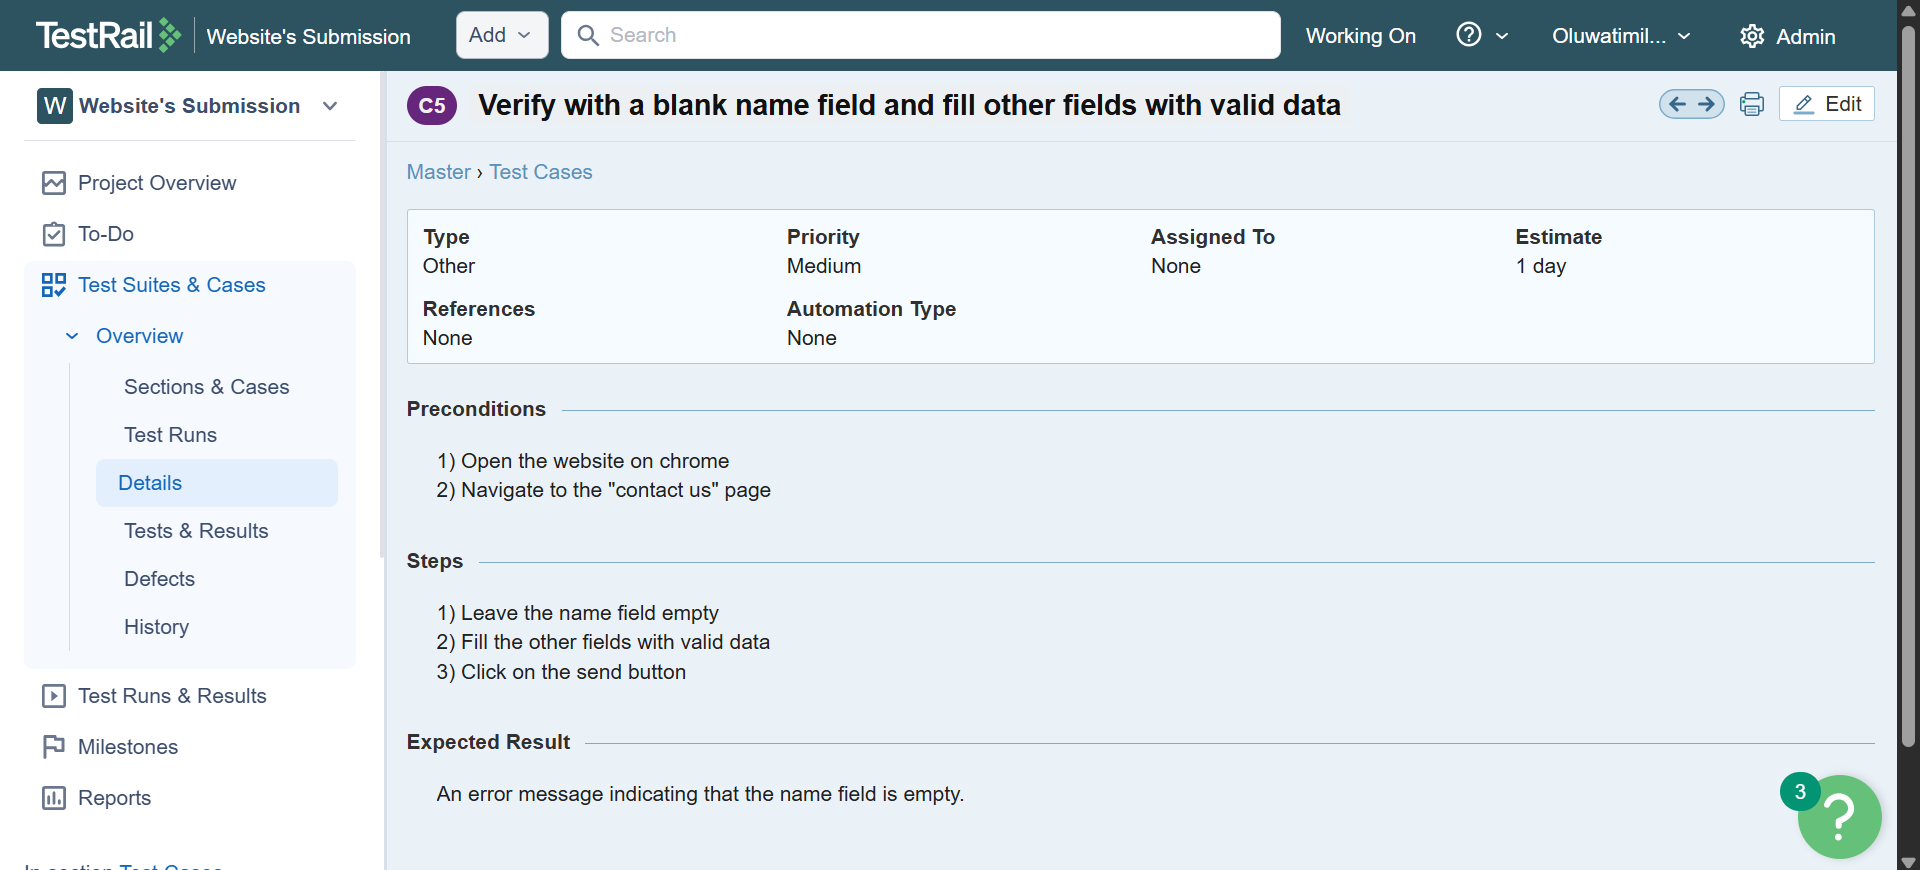 TestRail
Website's Submission
Add
Search
Working On
?
Oluwatimil...
Admin
W Website's Submission
Project Overview
To-Do
Test Suites & Cases
Overview
Sections & Cases
Test Runs
Details
Tests & Results
Defects
History
Test Runs & Results
Milestones
Reports
In section Test Cases
C5 Verify with a blank name field and fill other fields with valid data
Edit
Master › Test Cases
Type
Other
Priority
Medium
Assigned To
None
Estimate
1 day
References
None
Automation Type
None
Preconditions
1) Open the website on chrome
2) Navigate to the "contact us" page
Steps
1) Leave the name field empty
2) Fill the other fields with valid data
3) Click on the send button
Expected Result
An error message indicating that the name field is empty.
3
?